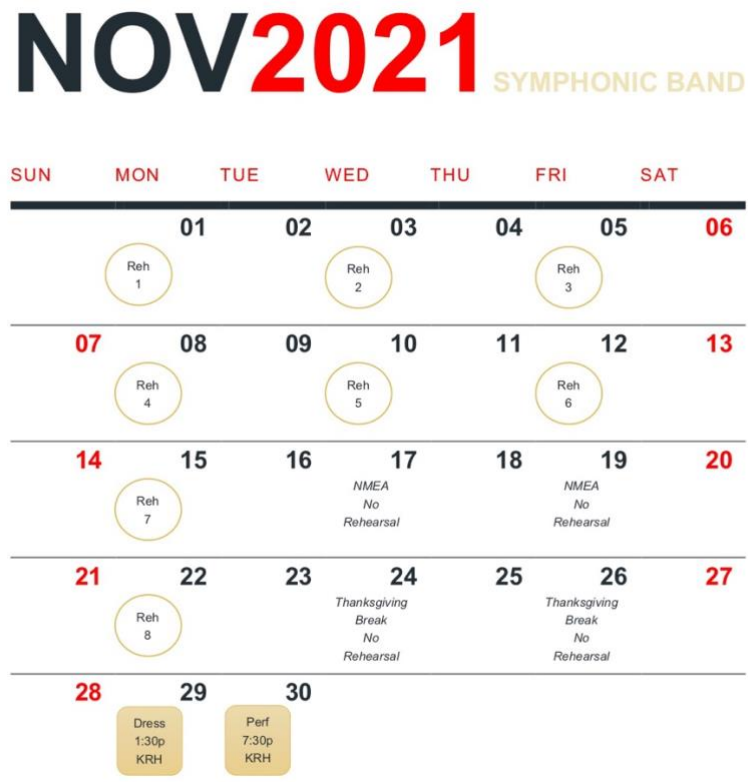 NOV2021 SYMPHONIC BAND
SUN MON TUE WED THU FRI SAT
01 02 03 04 05 06
Reh Reh Reh
1 2 3
07 08 09 10 11 12 13
Reh Reh Reh
4 5 6
14 15 16 17 18 19 20
Reh NMEA NMEA
7 No No
Rehearsal Rehearsal
21 22 23 24 25 26 27
Reh Thanksgiving Thanksgiving
8 Break Break
No No
Rehearsal Rehearsal
28 29 30
Dress Perf
1:30p 7:30p
KRH KRH